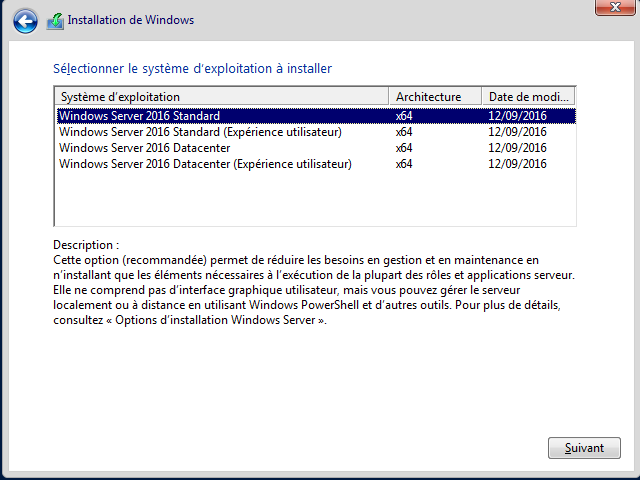 Installation de Windows
Sélectionner le système d'exploitation à installer
Système d'exploitation Architecture Date de modi...
Windows Server 2016 Standard x64 12/09/2016
Windows Server 2016 Standard (Expérience utilisateur) x64 12/09/2016
Windows Server 2016 Datacenter x64 12/09/2016
Windows Server 2016 Datacenter (Expérience utilisateur) x64 12/09/2016
Description :
Cette option (recommandée) permet de réduire les besoins en gestion et en maintenance en
n'installant que les éléments nécessaires à l'exécution de la plupart des rôles et applications serveur.
Elle ne comprend pas d'interface graphique utilisateur, mais vous pouvez gérer le serveur
localement ou à distance en utilisant Windows PowerShell et d'autres outils. Pour plus de détails,
consultez « Options d'installation Windows Server ».
Suivant